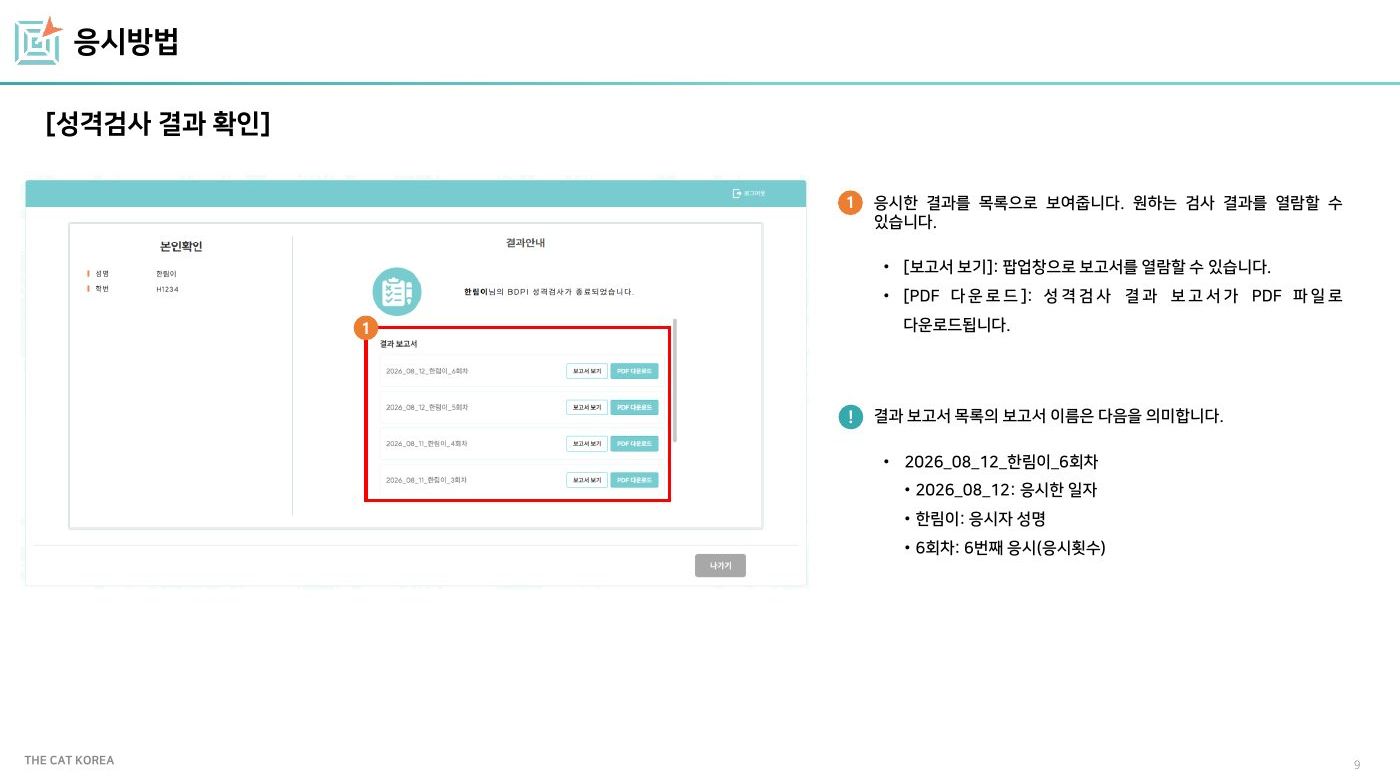 응시방법
[성격검사 결과 확인]
로그아웃
본인확인
성명 한림이
학번 H1234
결과안내
한림이님의 BDPI 성격검사가 종료되었습니다.
1
결과 보고서
2026_08_12_한림이_6회차 보고서 보기 PDF 다운로드
2026_08_12_한림이_5회차 보고서 보기 PDF 다운로드
2026_08_11_한림이_4회차 보고서 보기 PDF 다운로드
2026_08_11_한림이_3회차 보고서 보기 PDF 다운로드
나가기
1 응시한 결과를 목록으로 보여줍니다. 원하는 검사 결과를 열람할 수
있습니다.
• [보고서 보기]: 팝업창으로 보고서를 열람할 수 있습니다.
• [PDF 다운로드]: 성격검사 결과 보고서가 PDF 파일로
다운로드됩니다.
! 결과 보고서 목록의 보고서 이름은 다음을 의미합니다.
• 2026_08_12_한림이_6회차
• 2026_08_12: 응시한 일자
• 한림이: 응시자 성명
• 6회차: 6번째 응시(응시횟수)
THE CAT KOREA
9